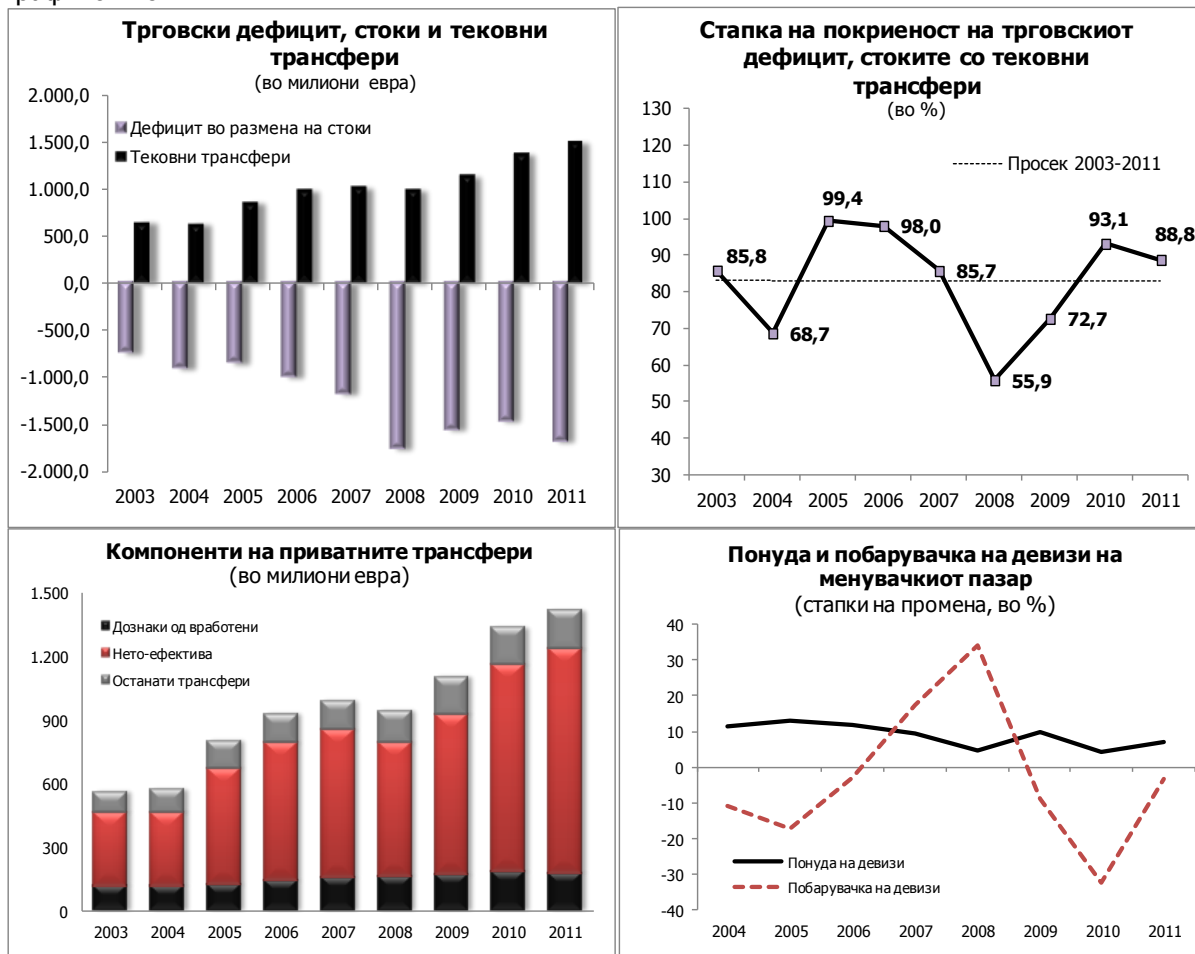 Трговски дефицит, стоки и тековни
трансфери
(во милиони евра)
2.000,0
1.500,0
1.000,0
500,0
0,0
-500,0
-1.000,0
-1.500,0
-2.000,0
Дефицит во размена на стоки
Тековни трансфери
2003 2004 2005 2006 2007 2008 2009 2010 2011
Стапка на покриеност на трговскиот
дефицит, стоките со тековни
трансфери
(во %)
130
120
110
100
90
80
70
60
50
40
30
Просек 2003-2011
85,8
68,7
99,4
98,0
85,7
55,9
72,7
93,1
88,8
2003 2004 2005 2006 2007 2008 2009 2010 2011
Компоненти на приватните трансфери
(во милиони евра)
1.500
1.200
900
600
300
0
Дознаки од вработени
Нето-ефектива
Останати трансфери
2003 2004 2005 2006 2007 2008 2009 2010 2011
Понуда и побарувачка на девизи на
менувачкиот пазар
(стапки на промена, во %)
40
30
20
10
0
-10
-20
-30
-40
Понуда на девизи
Побарувачка на девизи
2004 2005 2006 2007 2008 2009 2010 2011